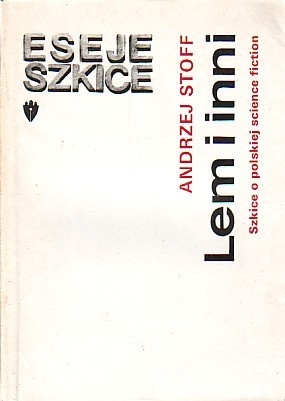 ESEJE
SZKICE
ANDRZEJ STOFF
Lem i inni
Szkice o polskiej science fiction